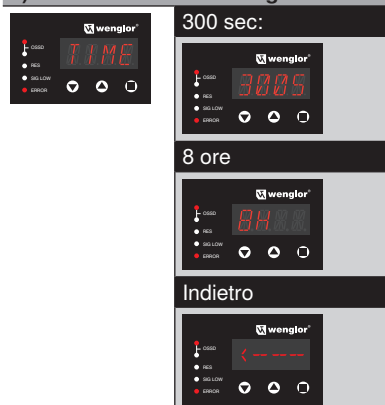 wenglor®
OSSD
TIME
RES
SIG LOW
ERROR
300 sec:
wenglor®
OSSD
300S
RES
SIG LOW
ERROR
8 ore
wenglor®
OSSD
8H
RES
SIG LOW
ERROR
Indietro
wenglor®
OSSD
<-----
RES
SIG LOW
ERROR